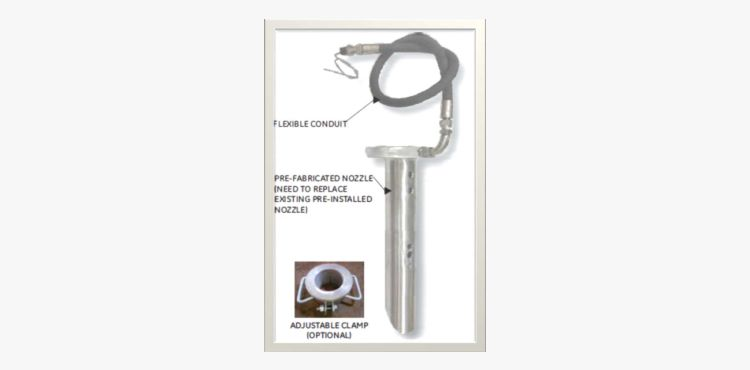 FLEXIBLE CONDUIT
PRE-FABRICATED NOZZLE
(NEED TO REPLACE
EXISTING PRE-INSTALLED
NOZZLE)
ADJUSTABLE CLAMP
(OPTIONAL)